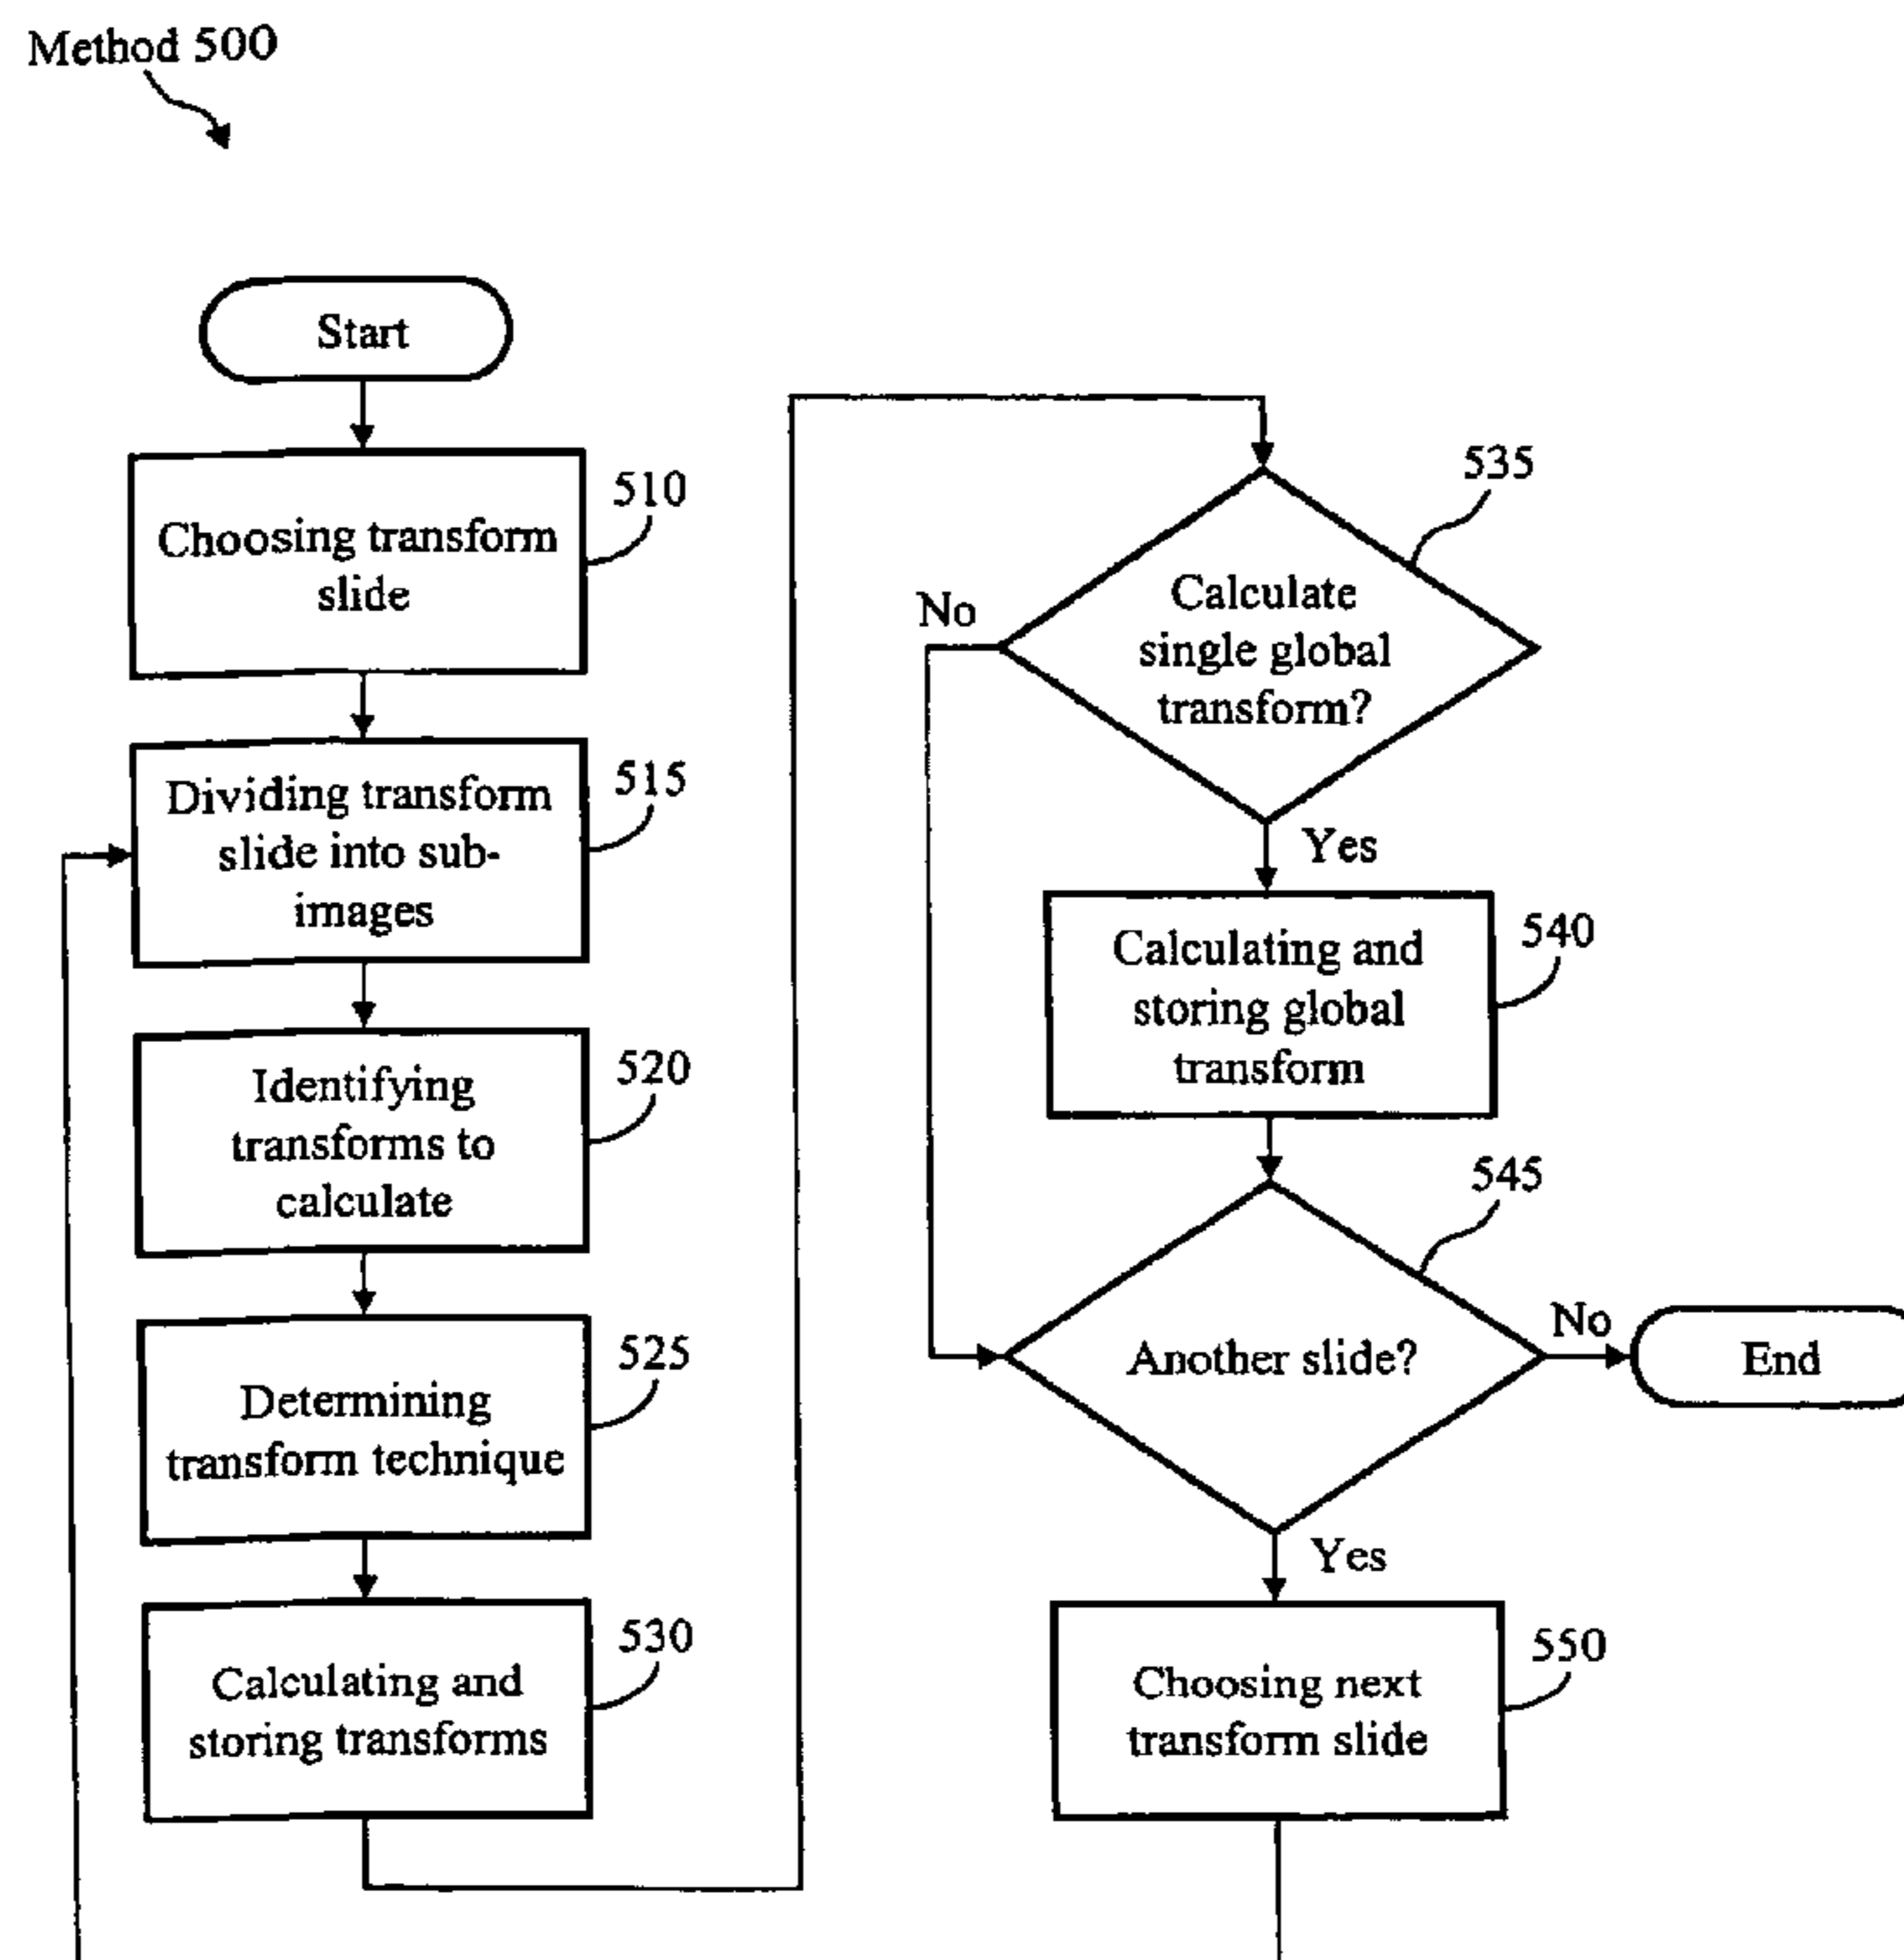 Method 500
Start
Choosing transform
slide
510
Dividing transform
slide into sub-
images
515
Identifying
transforms to
calculate
520
Determining
transform technique
525
Calculating and
storing transforms
530
Calculate
single global
transform?
535
No
Yes
Calculating and
storing global
transform
540
Another slide?
545
No
End
Yes
Choosing next
transform slide
550